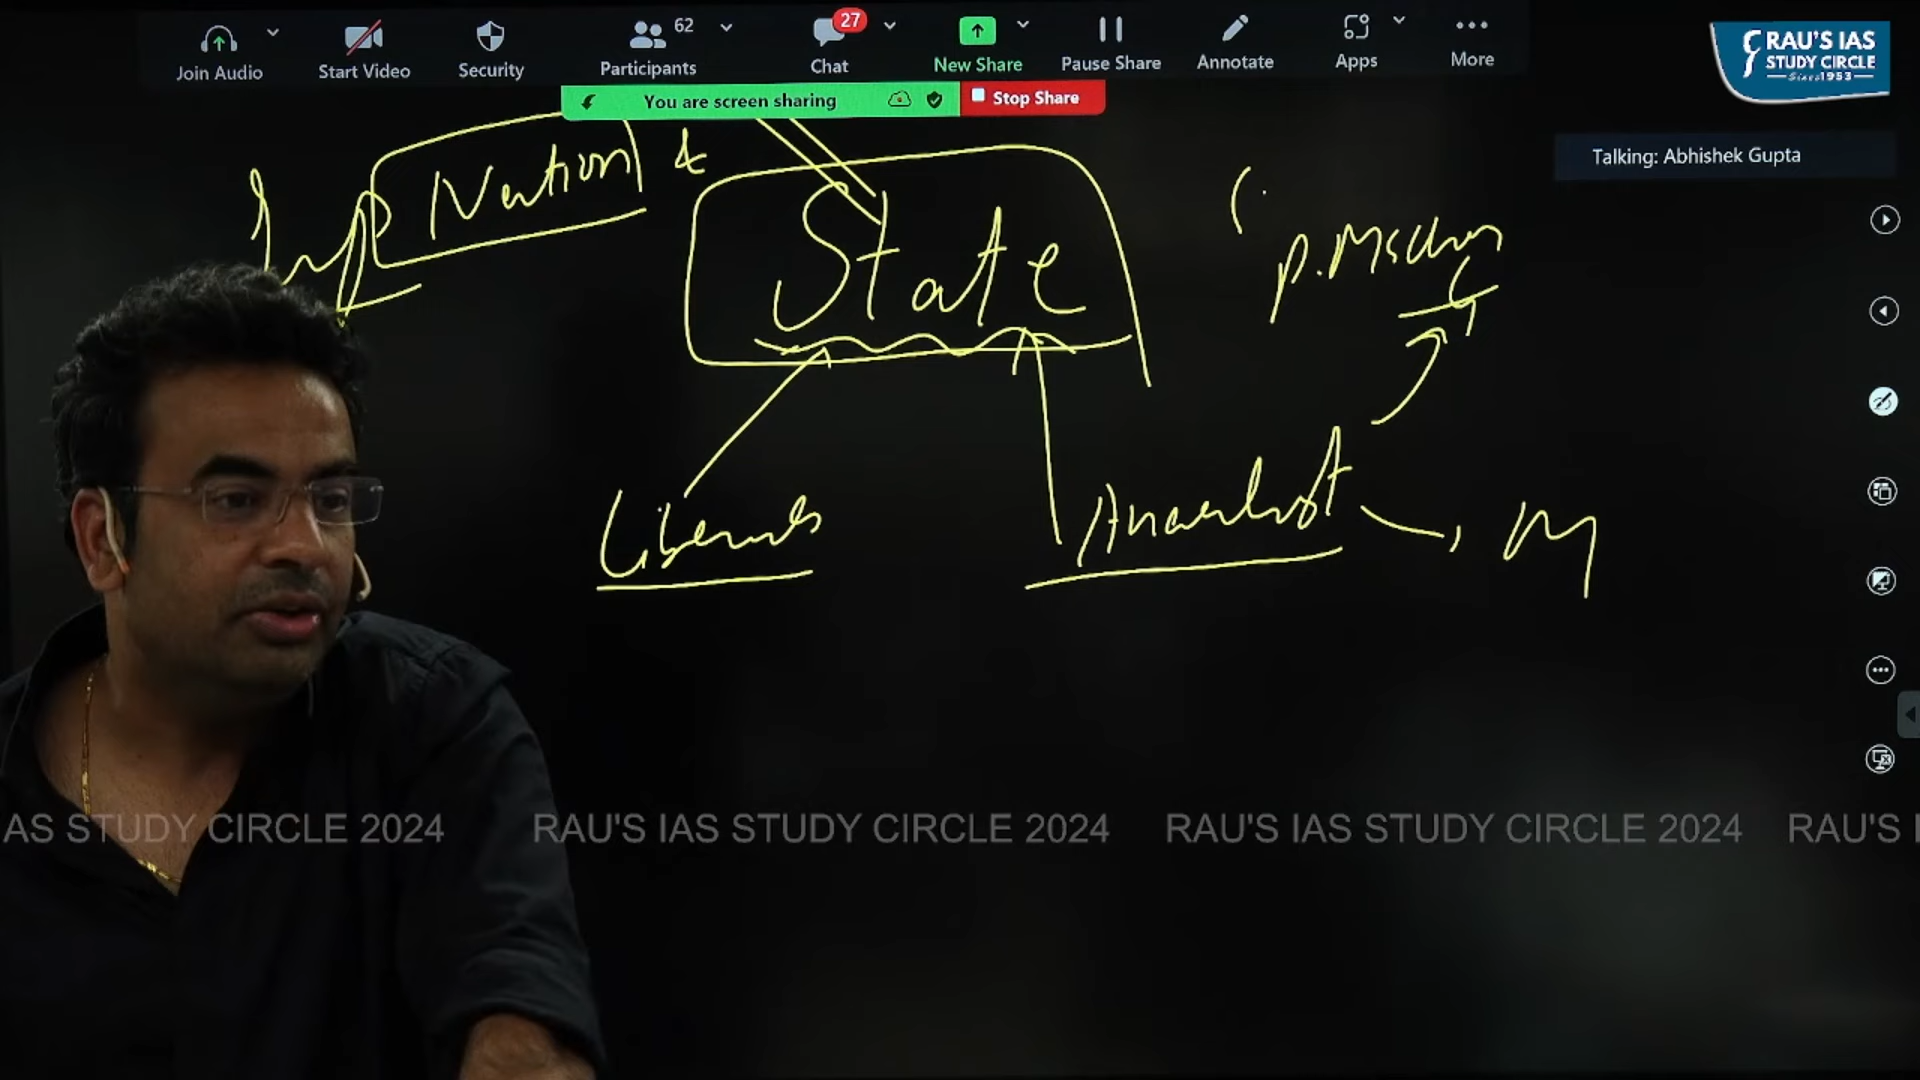 62
27
Join Audio
Start Video
Security
Participants
Chat
New Share
Pause Share
Annotate
Apps
More
RAU'S IAS
STUDY CIRCLE
Since 1953
You are screen sharing
Stop Share
Talking: Abhishek Gupta
Nation &
State
Liberals
Anarchist
M
AS STUDY CIRCLE 2024 RAU'S IAS STUDY CIRCLE 2024 RAU'S IAS STUDY CIRCLE 2024 RAU'S I